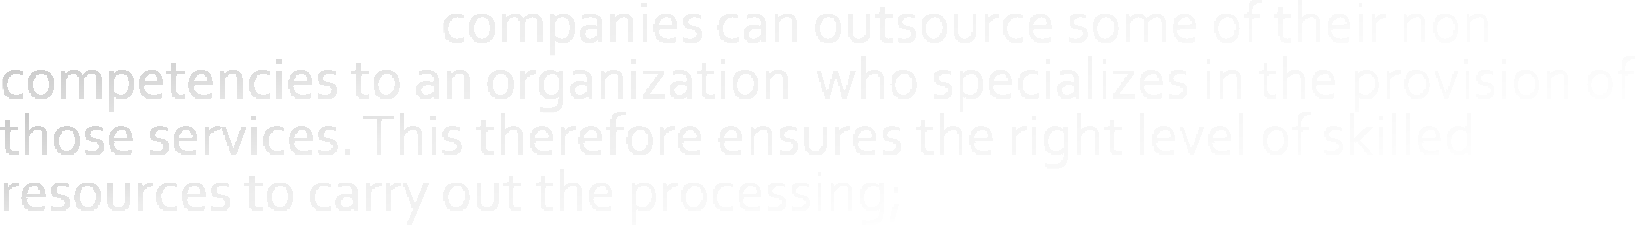 companies can outsource some of their non
competencies to an organization who specializes in the provision of
those services. This therefore ensures the right level of skilled
resources to carry out the processing;